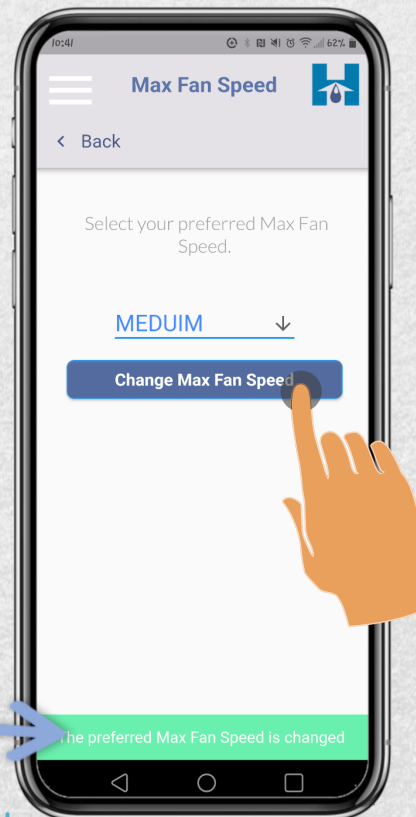 10:41
62%
Max Fan Speed
< Back
Select your preferred Max Fan
Speed.
MEDUIM
Change Max Fan Speed
The preferred Max Fan Speed is changed